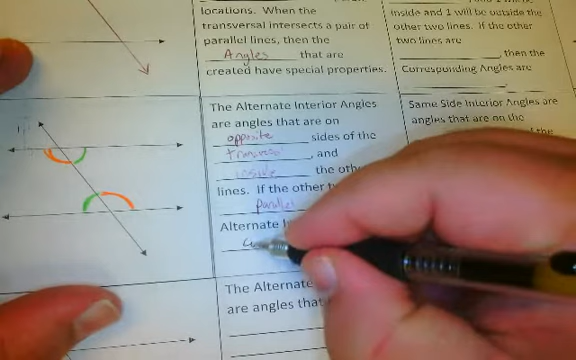 locations. When the
transversal intersects a pair of
parallel lines, then the
Angles that are
created have special properties.
inside and 1 will be outside the
other two lines. If the other
two lines are
, then the
Corresponding Angles are
The Alternate Interior Angles
are angles that are on
opposite sides of the
, and
inside the
lines. If the other
parallel
Alternate
Same Side Interior Angles are
angles that are on the
The Alternate
are angles that